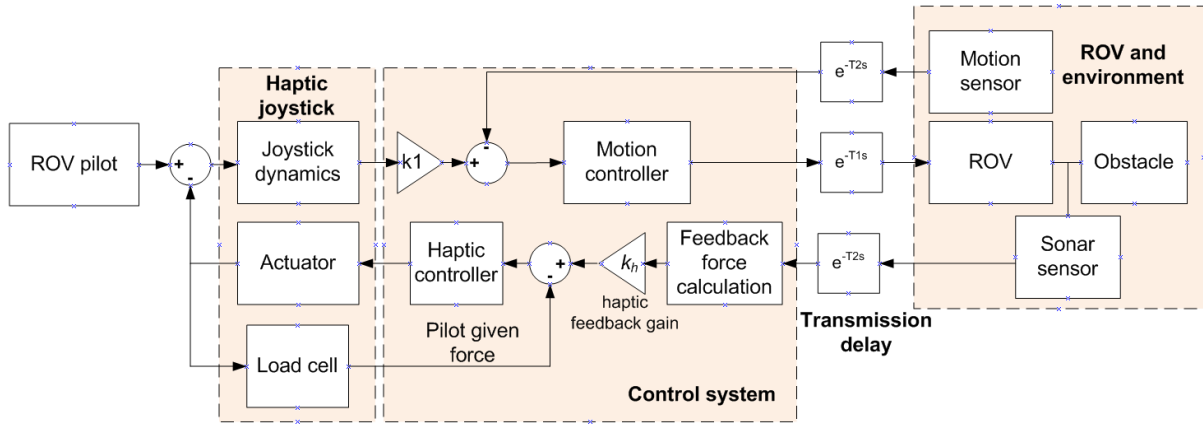 Haptic
joystick
ROV and
environment
Motion
sensor
e-T2s
ROV pilot
+
-
Joystick
dynamics
k1
+
-
Motion
controller
e-T1s
ROV
Obstacle
Actuator
Haptic
controller
+
-
kh
haptic
feedback gain
Feedback
force
calculation
e-T2s
Sonar
sensor
Transmission
delay
Pilot given
force
Load cell
Control system